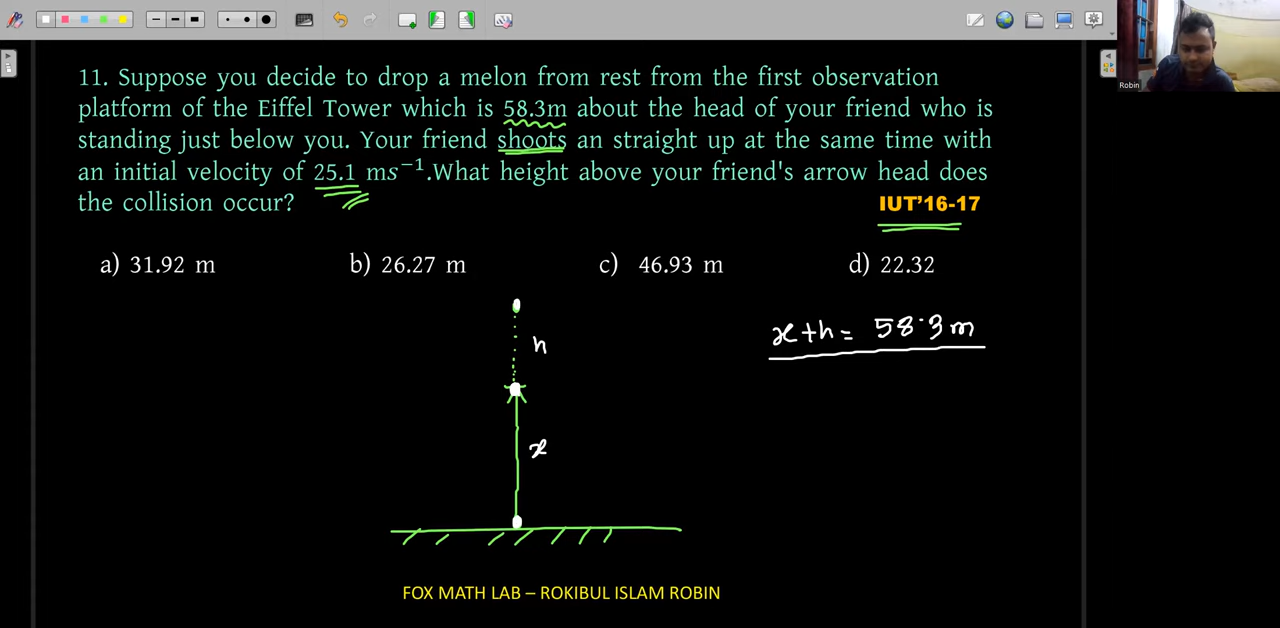 Robin
11. Suppose you decide to drop a melon from rest from the first observation
platform of the Eiffel Tower which is 58.3m about the head of your friend who is
standing just below you. Your friend shoots an straight up at the same time with
an initial velocity of 25.1 ms⁻¹.What height above your friend's arrow head does
the collision occur?
IUT'16-17
a) 31.92 m b) 26.27 m c) 46.93 m d) 22.32
x+h = 58.3 m
h
x
FOX MATH LAB – ROKIBUL ISLAM ROBIN